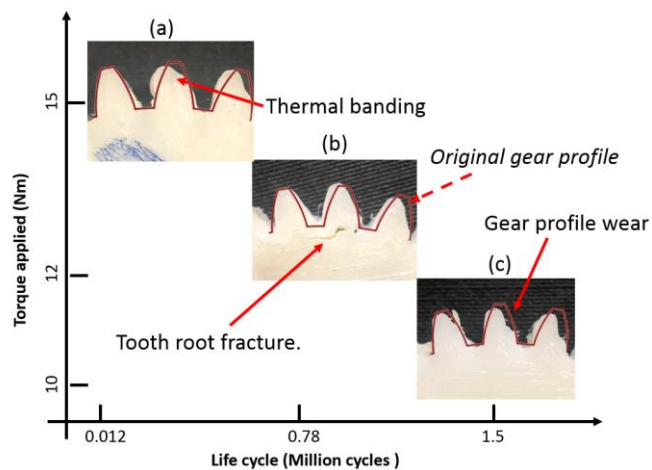 (a)
15
Thermal banding
(b)
Original gear profile
Gear profile wear
Torque applied (Nm)
12
(c)
Tooth root fracture.
10
0.012
0.78
1.5
Life cycle (Million cycles )